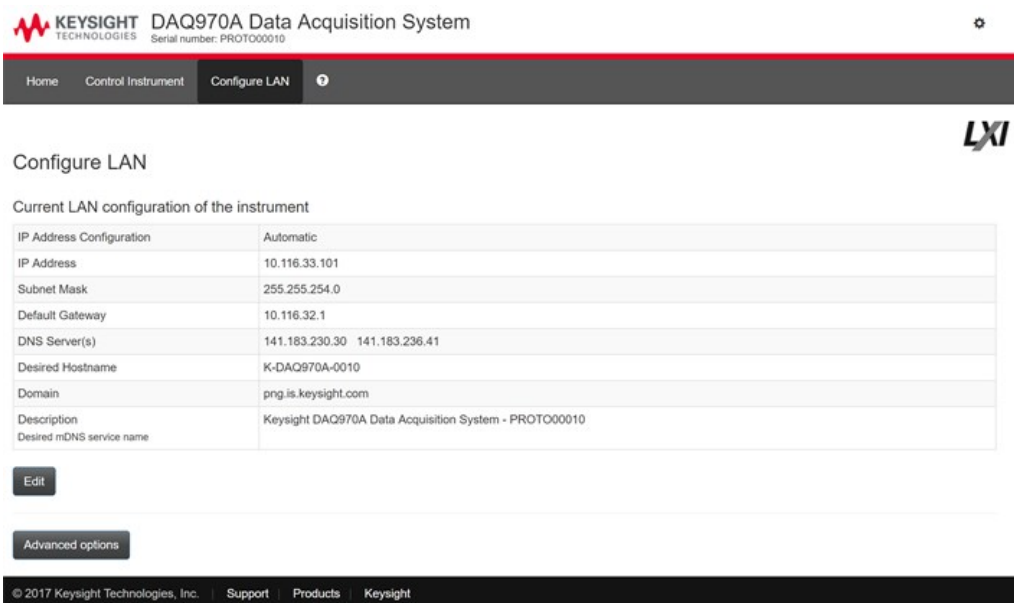 KEYSIGHT
TECHNOLOGIES
DAQ970A Data Acquisition System
Serial number: PROTO00010
Home Control Instrument Configure LAN ?
LXI
Configure LAN
Current LAN configuration of the instrument
IP Address Configuration Automatic
IP Address 10.116.33.101
Subnet Mask 255.255.254.0
Default Gateway 10.116.32.1
DNS Server(s) 141.183.230.30 141.183.236.41
Desired Hostname K-DAQ970A-0010
Domain png.is.keysight.com
Description Keysight DAQ970A Data Acquisition System - PROTO00010
Desired mDNS service name
Edit
Advanced options
© 2017 Keysight Technologies, Inc. | Support | Products | Keysight